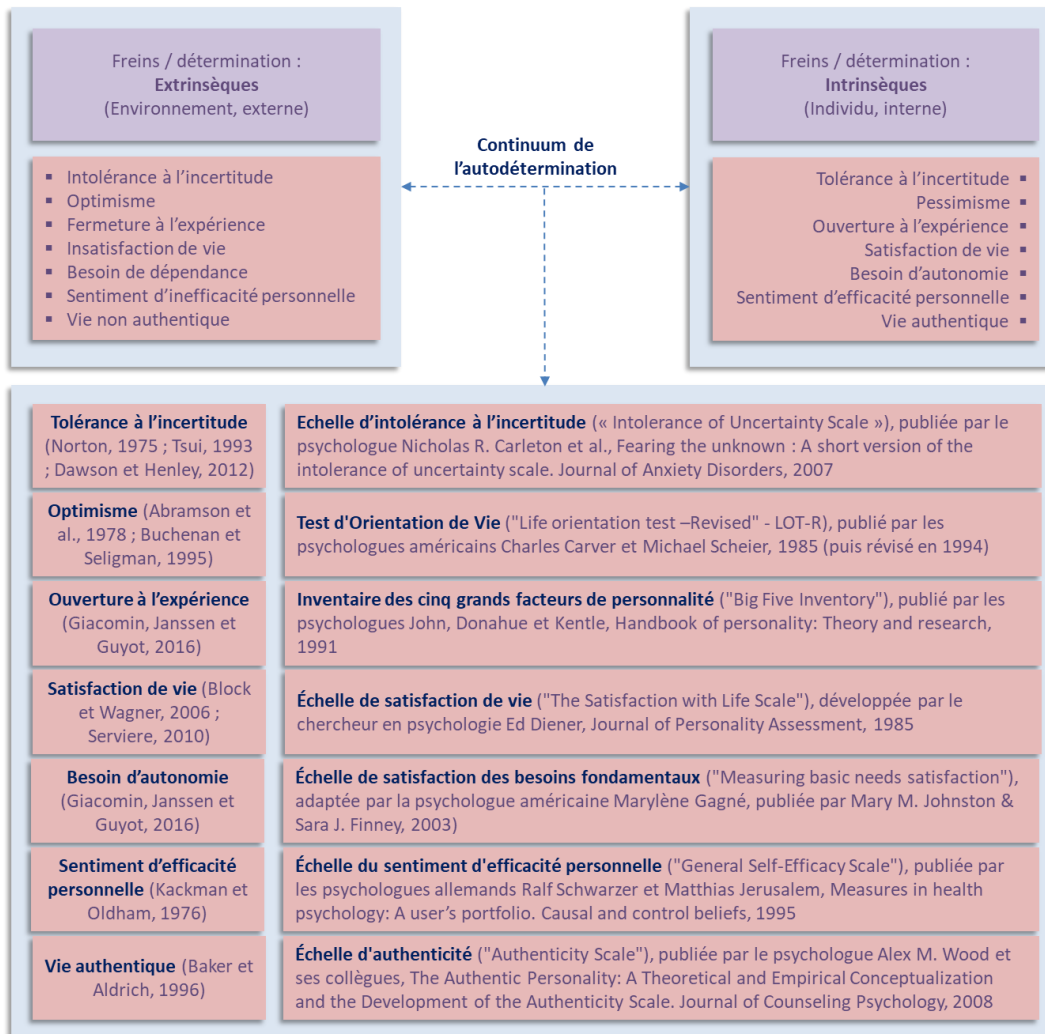 Freins / détermination :
Extrinsèques
(Environnement, externe)
Freins / détermination :
Intrinsèques
(Individu, interne)
Continuum de
l’autodétermination
▪ Intolérance à l’incertitude
▪ Optimisme
▪ Fermeture à l’expérience
▪ Insatisfaction de vie
▪ Besoin de dépendance
▪ Sentiment d’inefficacité personnelle
▪ Vie non authentique
Tolérance à l’incertitude ▪
Pessimisme ▪
Ouverture à l’expérience ▪
Satisfaction de vie ▪
Besoin d’autonomie ▪
Sentiment d’efficacité personnelle ▪
Vie authentique ▪
Tolérance à l’incertitude
(Norton, 1975 ; Tsui, 1993
; Dawson et Henley, 2012)
Echelle d’intolérance à l’incertitude (« Intolerance of Uncertainty Scale »), publiée par le
psychologue Nicholas R. Carleton et al., Fearing the unknown : A short version of the
intolerance of uncertainty scale. Journal of Anxiety Disorders, 2007
Optimisme (Abramson et
al., 1978 ; Buchenan et
Seligman, 1995)
Test d'Orientation de Vie ("Life orientation test –Revised" - LOT-R), publié par les
psychologues américains Charles Carver et Michael Scheier, 1985 (puis révisé en 1994)
Ouverture à l’expérience
(Giacomin, Janssen et
Guyot, 2016)
Inventaire des cinq grands facteurs de personnalité ("Big Five Inventory"), publié par les
psychologues John, Donahue et Kentle, Handbook of personality: Theory and research,
1991
Satisfaction de vie (Block
et Wagner, 2006 ;
Serviere, 2010)
Échelle de satisfaction de vie ("The Satisfaction with Life Scale"), développée par le
chercheur en psychologie Ed Diener, Journal of Personality Assessment, 1985
Besoin d’autonomie
(Giacomin, Janssen et
Guyot, 2016)
Échelle de satisfaction des besoins fondamentaux ("Measuring basic needs satisfaction"),
adaptée par la psychologue américaine Marylène Gagné, publiée par Mary M. Johnston &
Sara J. Finney, 2003)
Sentiment d’efficacité
personnelle (Kackman et
Oldham, 1976)
Échelle du sentiment d'efficacité personnelle ("General Self-Efficacy Scale"), publiée par
les psychologues allemands Ralf Schwarzer et Matthias Jerusalem, Measures in health
psychology: A user’s portfolio. Causal and control beliefs, 1995
Vie authentique (Baker et
Aldrich, 1996)
Échelle d'authenticité ("Authenticity Scale"), publiée par le psychologue Alex M. Wood et
ses collègues, The Authentic Personality: A Theoretical and Empirical Conceptualization
and the Development of the Authenticity Scale. Journal of Counseling Psychology, 2008